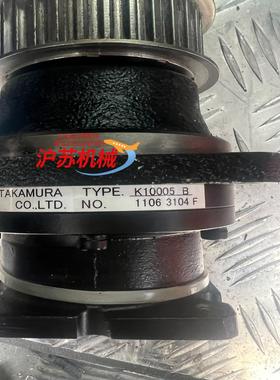 沪苏机械
TAKAMURA TYPE. K10005 B
CO.,LTD. NO. 1106 3104 F